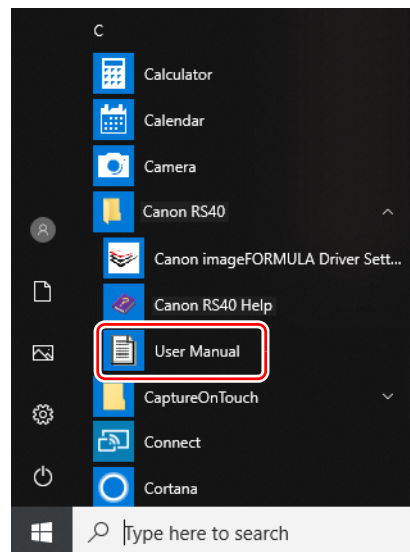 C
Calculator
Calendar
Camera
Canon RS40
Canon imageFORMULA Driver Sett...
Canon RS40 Help
User Manual
CaptureOnTouch
Connect
Cortana
Type here to search